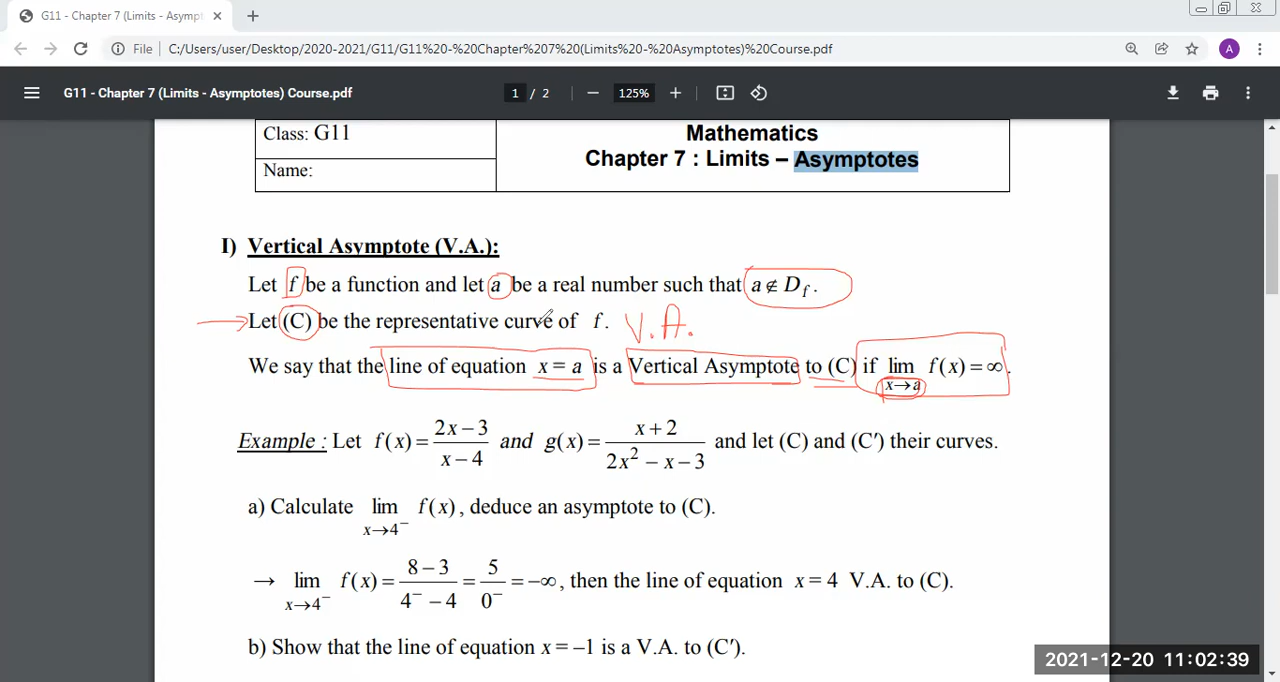 G11 - Chapter 7 (Limits - Asympt
File C:/Users/user/Desktop/2020-2021/G11/G11%20-%20Chapter%207%20(Limits%20-%20Asymptotes)%20Course.pdf
125%
A
G11 - Chapter 7 (Limits - Asymptotes) Course.pdf
1 / 2
125%
Class: G11
Name:
Mathematics
Chapter 7 : Limits – Asymptotes
I) Vertical Asymptote (V.A.):
Let f be a function and let a be a real number such that a ∉ D_f .
Let (C) be the representative curve of f. V.A.
We say that the line of equation x = a is a Vertical Asymptote to (C) if lim_{x→a} f(x) = ∞.
Example : Let f(x) = (2x − 3)/(x − 4) and g(x) = (x + 2)/(2x² − x − 3) and let (C) and (C′) their curves.
a) Calculate lim_{x→4⁻} f(x), deduce an asymptote to (C).
→ lim_{x→4⁻} f(x) = (8 − 3)/(4⁻ − 4) = 5/0⁻ = −∞, then the line of equation x = 4 V.A. to (C).
b) Show that the line of equation x = −1 is a V.A. to (C′).
2021-12-20 11:02:39